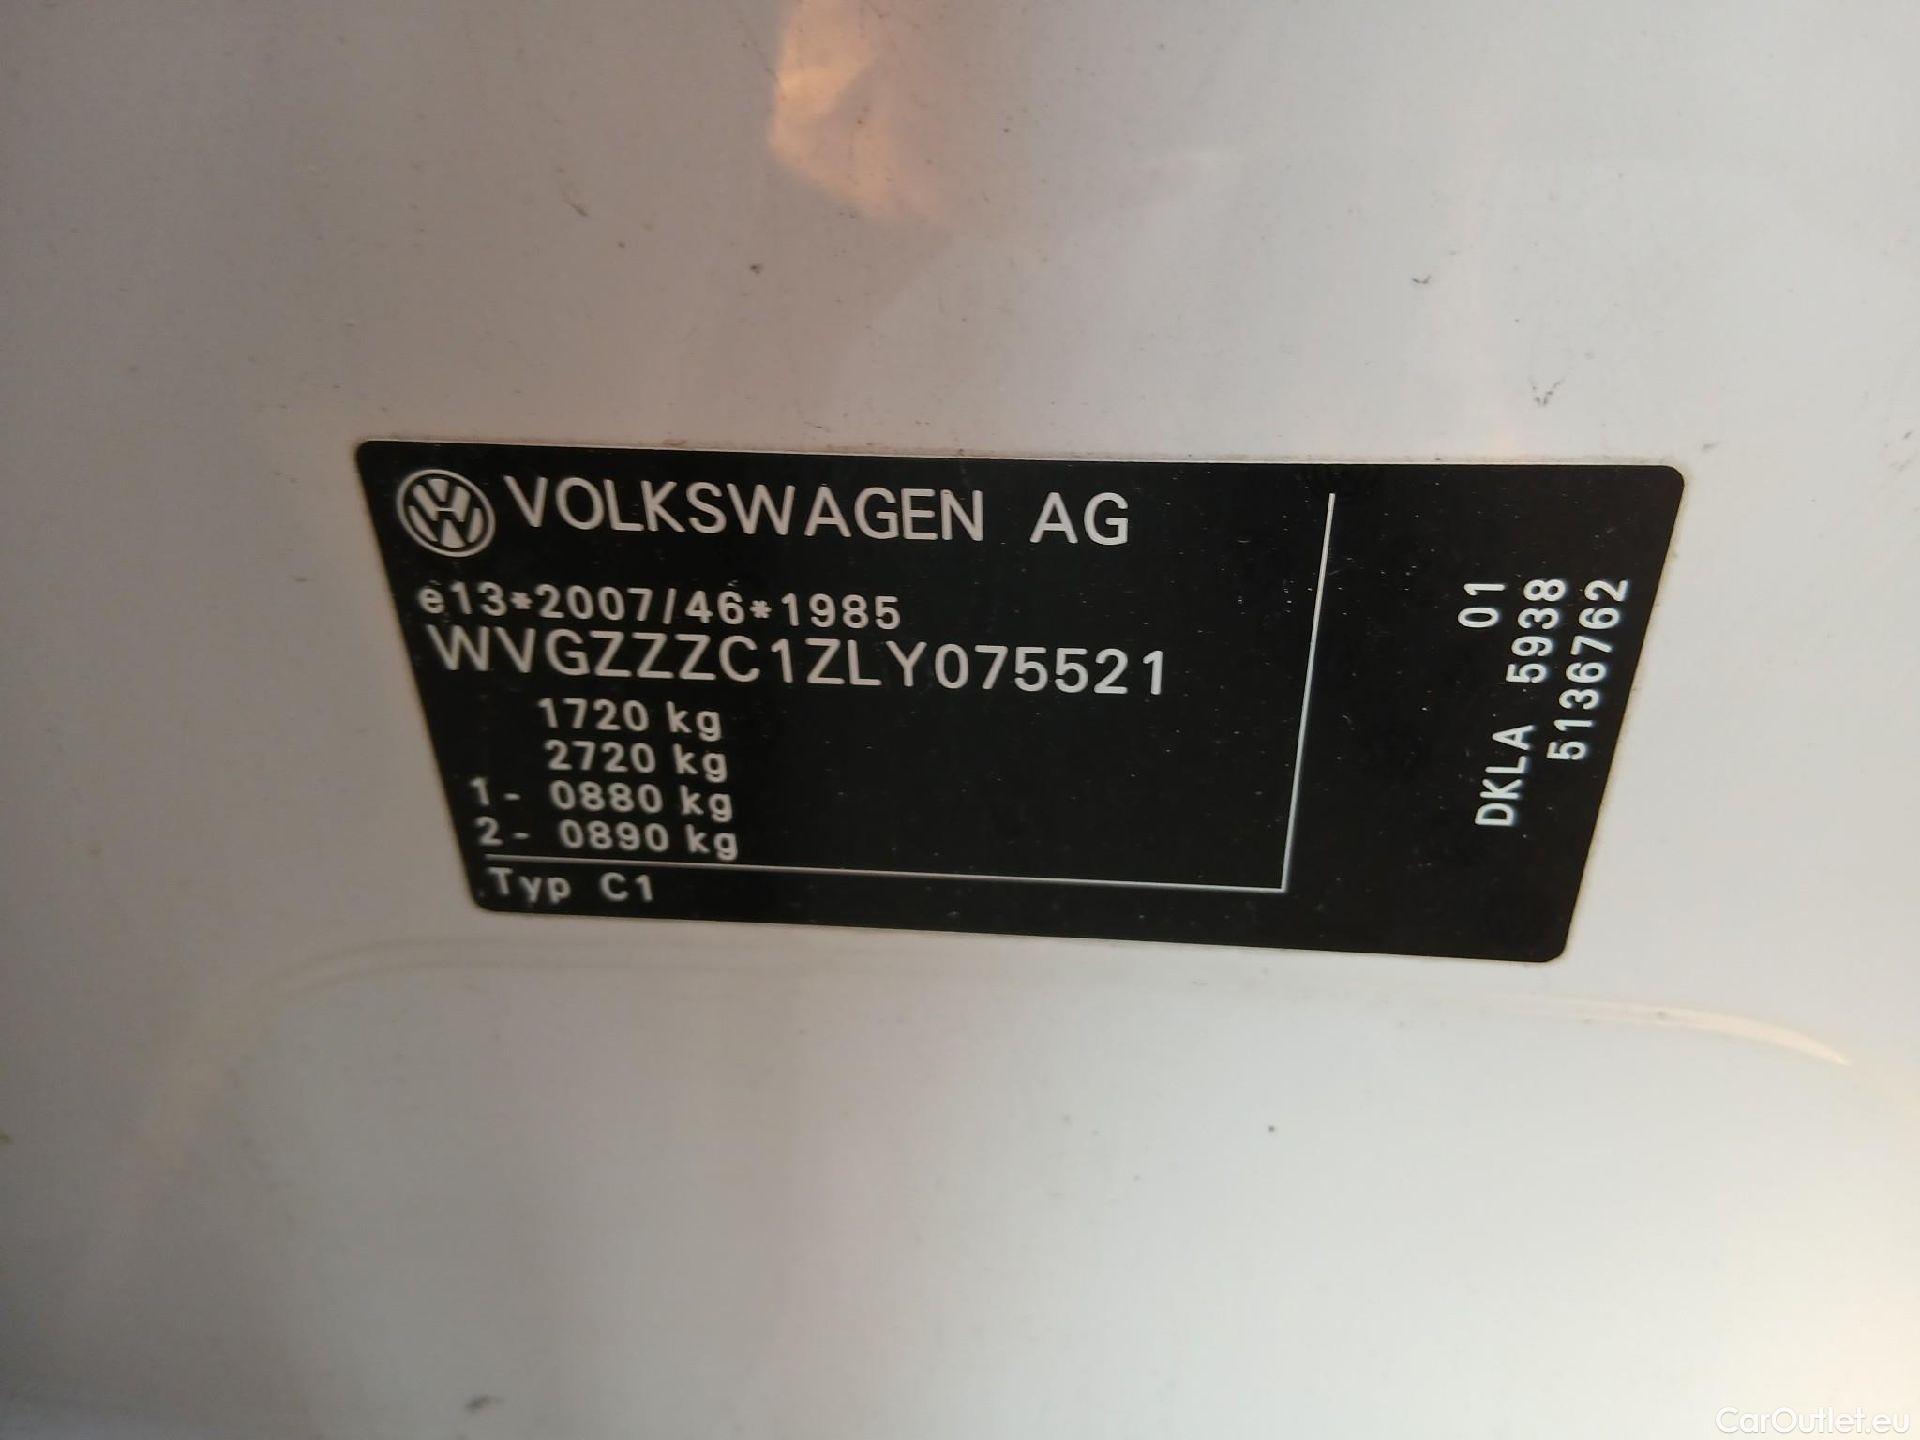 VOLKSWAGEN AG
e13*2007/46*1985
WVGZZZC1ZLY075521
1720 kg
2720 kg
1- 0880 kg
2- 0890 kg
Typ C1
01
DKLA 5938
5136762
CarOutlet.eu